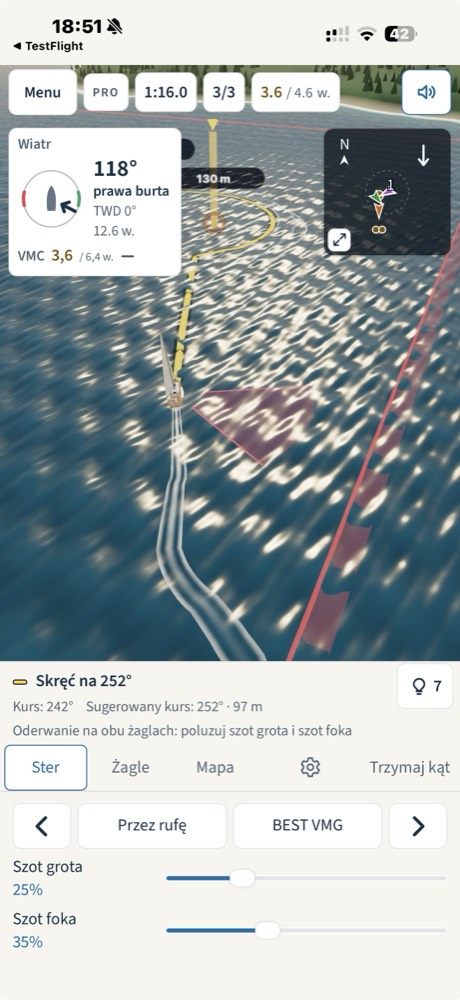 18:51
42
◀ TestFlight
Menu
PRO
1:16.0
3/3
3.6 / 4.6 w.
Wiatr
118°
prawa burta
TWD 0°
12.6 w.
VMC 3,6 / 6,4 w. —
130 m
N
1
Skręć na 252°
Kurs: 242° Sugerowany kurs: 252° · 97 m
Oderwanie na obu żaglach: poluzuj szot grota i szot foka
7
Ster
Żagle
Mapa
Trzymaj kąt
Przez rufę
BEST VMG
Szot grota
25%
Szot foka
35%